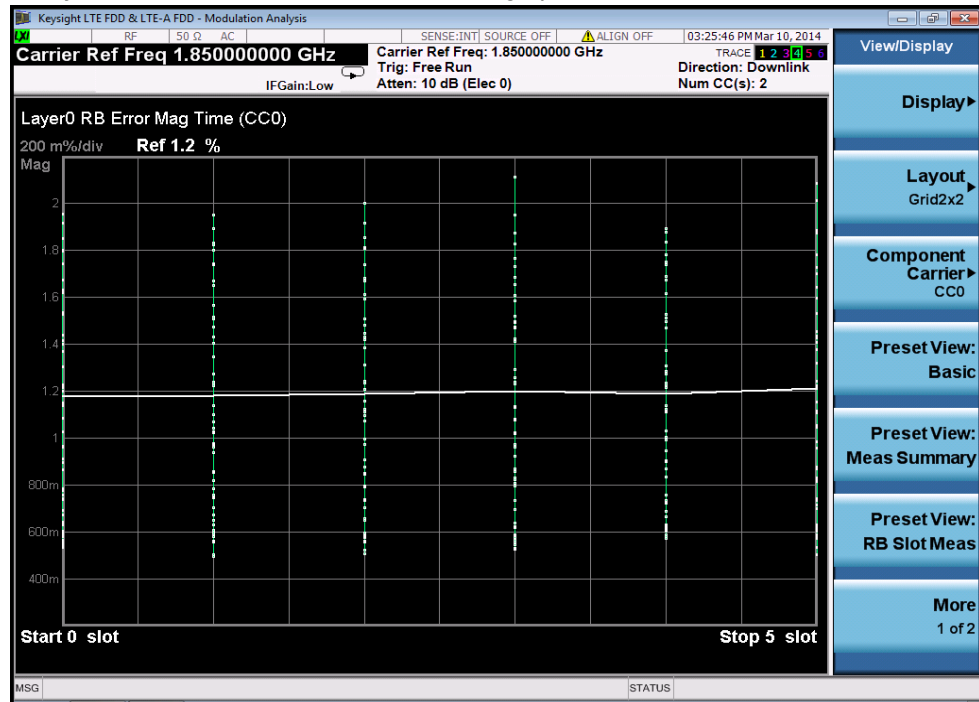 Keysight LTE FDD & LTE-A FDD - Modulation Analysis
LXI RF 50 Ω AC SENSE:INT SOURCE OFF ALIGN OFF 03:25:46 PM Mar 10, 2014
Carrier Ref Freq 1.850000000 GHz
Carrier Ref Freq: 1.850000000 GHz
TRACE 1 2 3 4 5 6
Trig: Free Run
Direction: Downlink
IFGain:Low
Atten: 10 dB (Elec 0)
Num CC(s): 2
Layer0 RB Error Mag Time (CC0)
200 m%/div Ref 1.2 %
Mag
2
1.8
1.6
1.4
1.2
1
800m
600m
400m
Start 0 slot
Stop 5 slot
MSG
STATUS
View/Display
Display
Layout
Grid2x2
Component
Carrier
CC0
Preset View:
Basic
Preset View:
Meas Summary
Preset View:
RB Slot Meas
More
1 of 2